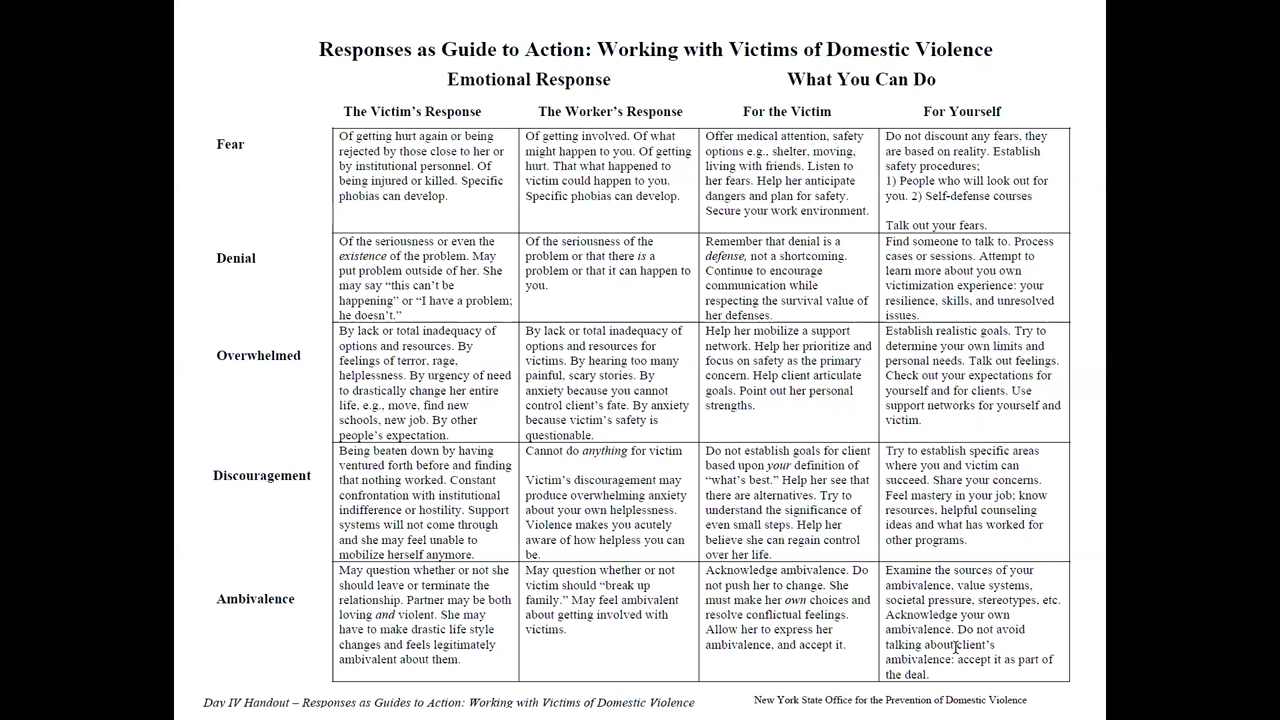 Responses as Guide to Action: Working with Victims of Domestic Violence
Emotional Response
What You Can Do
The Victim's Response
The Worker's Response
For the Victim
For Yourself
Fear
Of getting hurt again or being
rejected by those close to her or
by institutional personnel. Of
being injured or killed. Specific
phobias can develop.
Of getting involved. Of what
might happen to you. Of getting
hurt. That what happened to
victim could happen to you.
Specific phobias can develop.
Offer medical attention, safety
options e.g., shelter, moving,
living with friends. Listen to
her fears. Help her anticipate
dangers and plan for safety.
Secure your work environment.
Do not discount any fears, they
are based on reality. Establish
safety procedures;
1) People who will look out for
you. 2) Self-defense courses
Talk out your fears.
Denial
Of the seriousness or even the
existence of the problem. May
put problem outside of her. She
may say “this can't be
happening” or “I have a problem;
he doesn't.”
Of the seriousness of the
problem or that there is a
problem or that it can happen to
you.
Remember that denial is a
defense, not a shortcoming.
Continue to encourage
communication while
respecting the survival value of
her defenses.
Find someone to talk to. Process
cases or sessions. Attempt to
learn more about you own
victimization experience: your
resilience, skills, and unresolved
issues.
Overwhelmed
By lack or total inadequacy of
options and resources. By
feelings of terror, rage,
helplessness. By urgency of need
to drastically change her entire
life, e.g., move, find new
schools, new job. By other
people's expectation.
By lack or total inadequacy of
options and resources for
victims. By hearing too many
painful, scary stories. By
anxiety because you cannot
control client's fate. By anxiety
because victim's safety is
questionable.
Help her mobilize a support
network. Help her prioritize and
focus on safety as the primary
concern. Help client articulate
goals. Point out her personal
strengths.
Establish realistic goals. Try to
determine your own limits and
personal needs. Talk out feelings.
Check out your expectations for
yourself and for clients. Use
support networks for yourself and
victim.
Discouragement
Being beaten down by having
ventured forth before and finding
that nothing worked. Constant
confrontation with institutional
indifference or hostility. Support
systems will not come through
and she may feel unable to
mobilize herself anymore.
Cannot do anything for victim
Victim's discouragement may
produce overwhelming anxiety
about your own helplessness.
Violence makes you acutely
aware of how helpless you can
be.
Do not establish goals for client
based upon your definition of
“what's best.” Help her see that
there are alternatives. Try to
understand the significance of
even small steps. Help her
believe she can regain control
over her life.
Try to establish specific areas
where you and victim can
succeed. Share your concerns.
Feel mastery in your job; know
resources, helpful counseling
ideas and what has worked for
other programs.
Ambivalence
May question whether or not she
should leave or terminate the
relationship. Partner may be both
loving and violent. She may
have to make drastic life style
changes and feels legitimately
ambivalent about them.
May question whether or not
victim should “break up
family.” May feel ambivalent
about getting involved with
victims.
Acknowledge ambivalence. Do
not push her to change. She
must make her own choices and
resolve conflictual feelings.
Allow her to express her
ambivalence, and accept it.
Examine the sources of your
ambivalence, value systems,
societal pressure, stereotypes, etc.
Acknowledge your own
ambivalence. Do not avoid
talking about client's
ambivalence: accept it as part of
the deal.
Day IV Handout – Responses as Guides to Action: Working with Victims of Domestic Violence
New York State Office for the Prevention of Domestic Violence